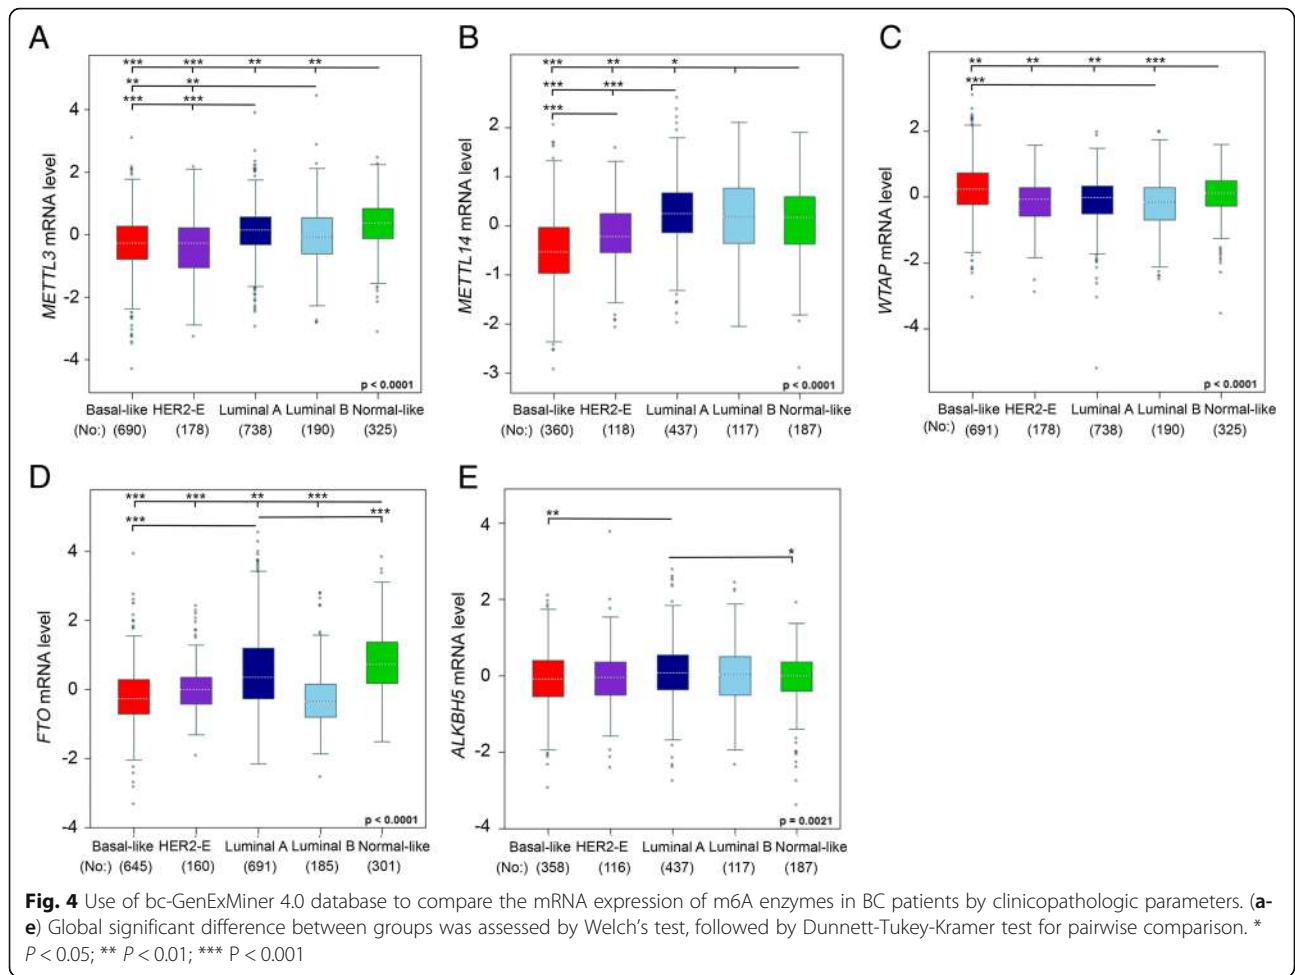 A
*** *** ** **
** **
*** ***
METTL3 mRNA level
4
2
0
-2
-4
p < 0.0001
Basal-like HER2-E Luminal A Luminal B Normal-like
(No:) (690) (178) (738) (190) (325)
B
*** ** *
*** ***
***
METTL14 mRNA level
2
1
0
-1
-2
-3
p < 0.0001
Basal-like HER2-E Luminal A Luminal B Normal-like
(No:) (360) (118) (437) (117) (187)
C
** ** ** ***
***
WTAP mRNA level
4
2
0
-2
-4
p < 0.0001
Basal-like HER2-E Luminal A Luminal B Normal-like
(No:) (691) (178) (738) (190) (325)
D
*** *** ** ***
***
***
FTO mRNA level
4
2
0
-2
-4
p < 0.0001
Basal-like HER2-E Luminal A Luminal B Normal-like
(No:) (645) (160) (691) (185) (301)
E
**
*
ALKBH5 mRNA level
4
2
0
-2
-4
p = 0.0021
Basal-like HER2-E Luminal A Luminal B Normal-like
(No:) (358) (116) (437) (117) (187)
Fig. 4 Use of bc-GenExMiner 4.0 database to compare the mRNA expression of m6A enzymes in BC patients by clinicopathologic parameters. (a-
e) Global significant difference between groups was assessed by Welch's test, followed by Dunnett-Tukey-Kramer test for pairwise comparison. *
P < 0.05; ** P < 0.01; *** P < 0.001